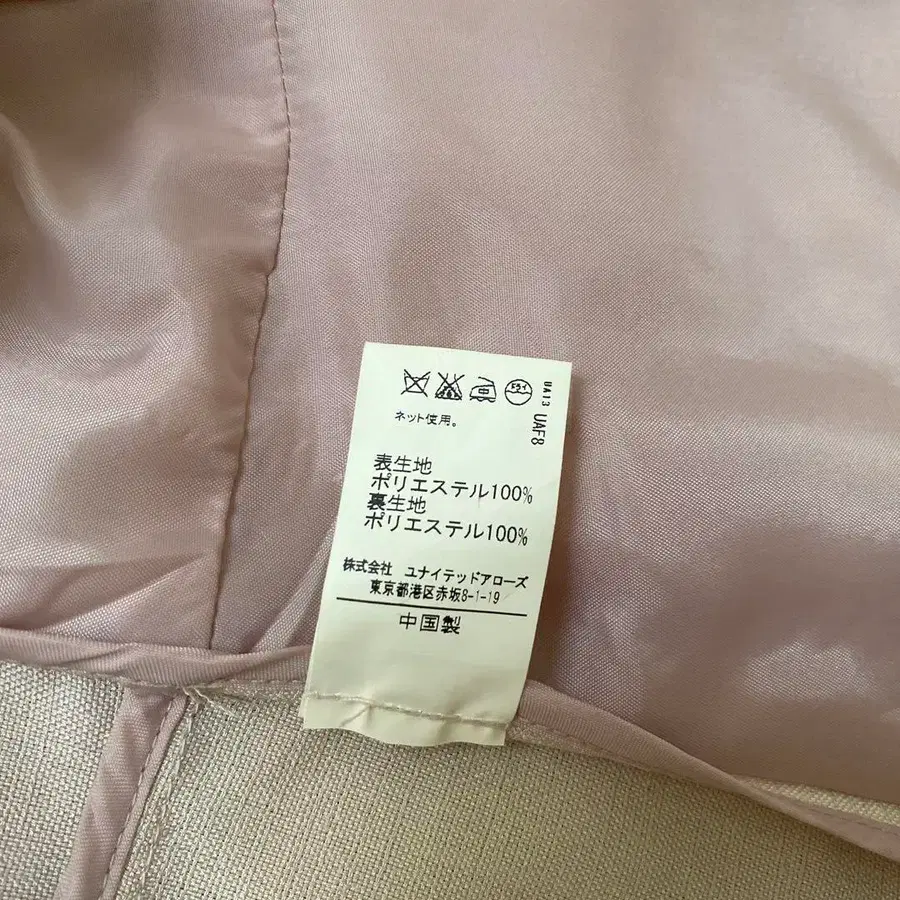 ドライ
UA13 UAF8
ネット使用。
表生地
ポリエステル100%
裏生地
ポリエステル100%
株式会社 ユナイテッドアローズ
東京都港区赤坂8-1-19
中国製